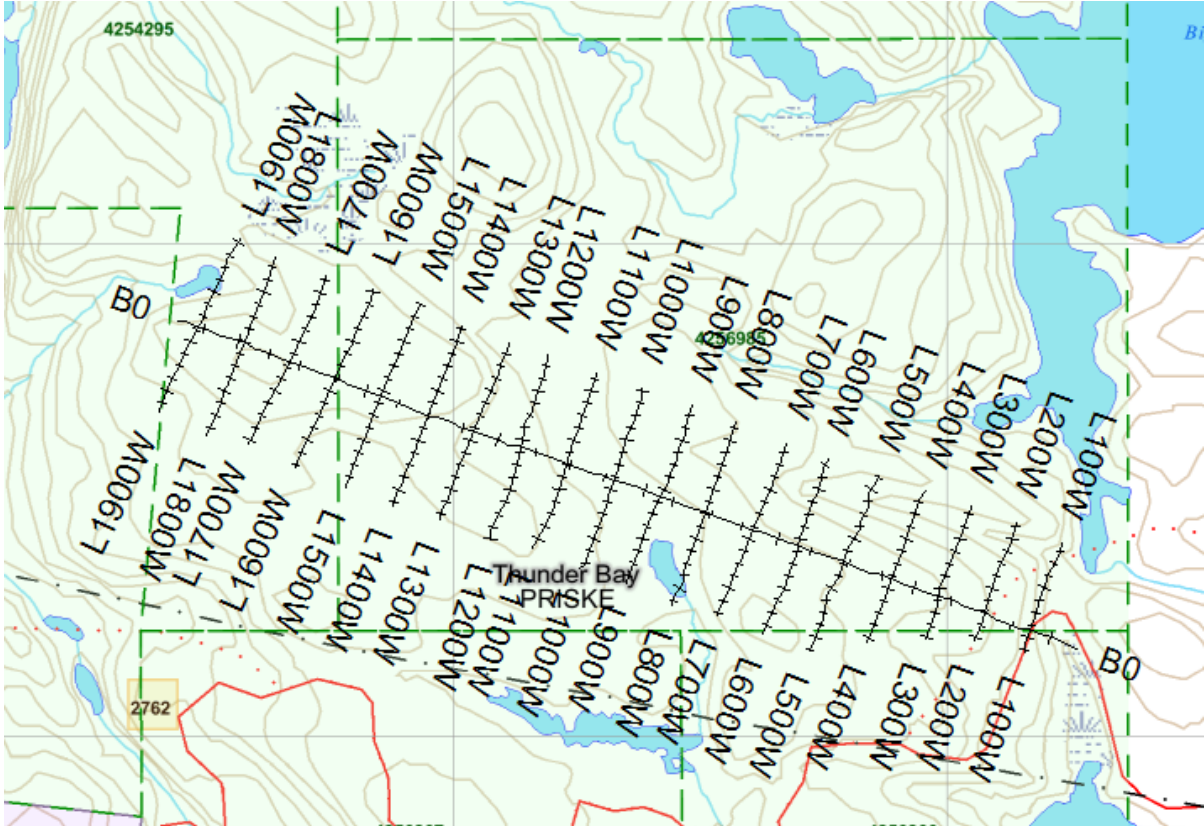 4254295
Bi
L1900W
L1800W
L1700W
L1600W
L1500W
L1400W
L1300W
L1200W
L1100W
L1000W
L900W
L800W
L700W
L600W
L500W
L400W
L300W
L200W
L100W
B0
4256985
L1900W
L1800W
L1700W
L1600W
L1500W
L1400W
L1300W
L1200W
L1100W
L1000W
L900W
L800W
L700W
L600W
L500W
L400W
L300W
L200W
L100W
B0
Thunder Bay
PRISKE
2762